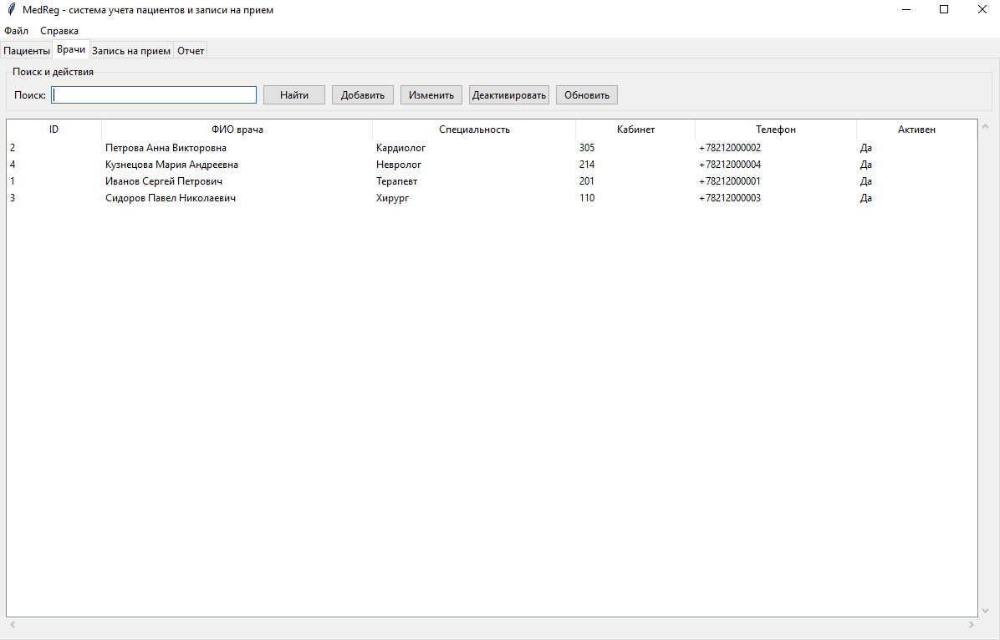 MedReg - система учета пациентов и записи на прием
Файл Справка
Пациенты Врачи Запись на прием Отчет
Поиск и действия
Поиск: Найти Добавить Изменить Деактивировать Обновить
ID ФИО врача Специальность Кабинет Телефон Активен
2 Петрова Анна Викторовна Кардиолог 305 +78212000002 Да
4 Кузнецова Мария Андреевна Невролог 214 +78212000004 Да
1 Иванов Сергей Петрович Терапевт 201 +78212000001 Да
3 Сидоров Павел Николаевич Хирург 110 +78212000003 Да